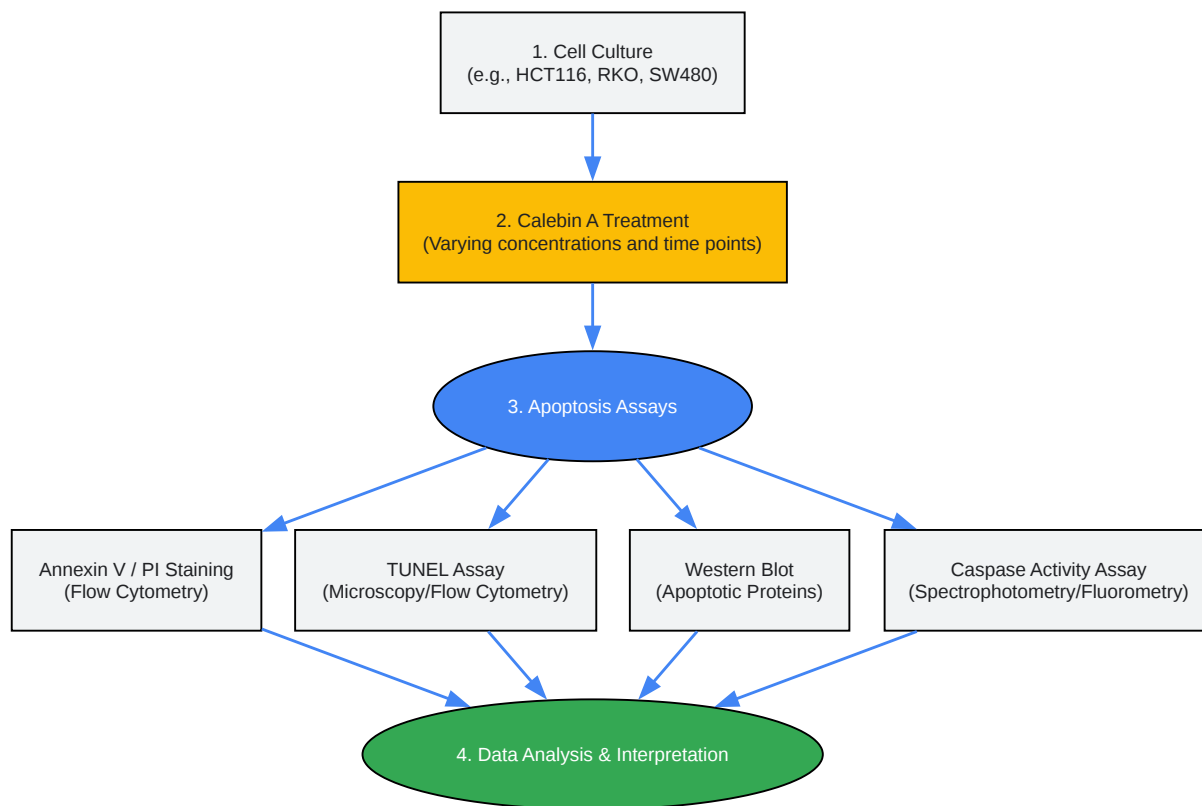 1. Cell Culture
(e.g., HCT116, RKO, SW480)
2. Calebin A Treatment
(Varying concentrations and time points)
3. Apoptosis Assays
Annexin V / PI Staining
(Flow Cytometry)
TUNEL Assay
(Microscopy/Flow Cytometry)
Western Blot
(Apoptotic Proteins)
Caspase Activity Assay
(Spectrophotometry/Fluorometry)
4. Data Analysis & Interpretation